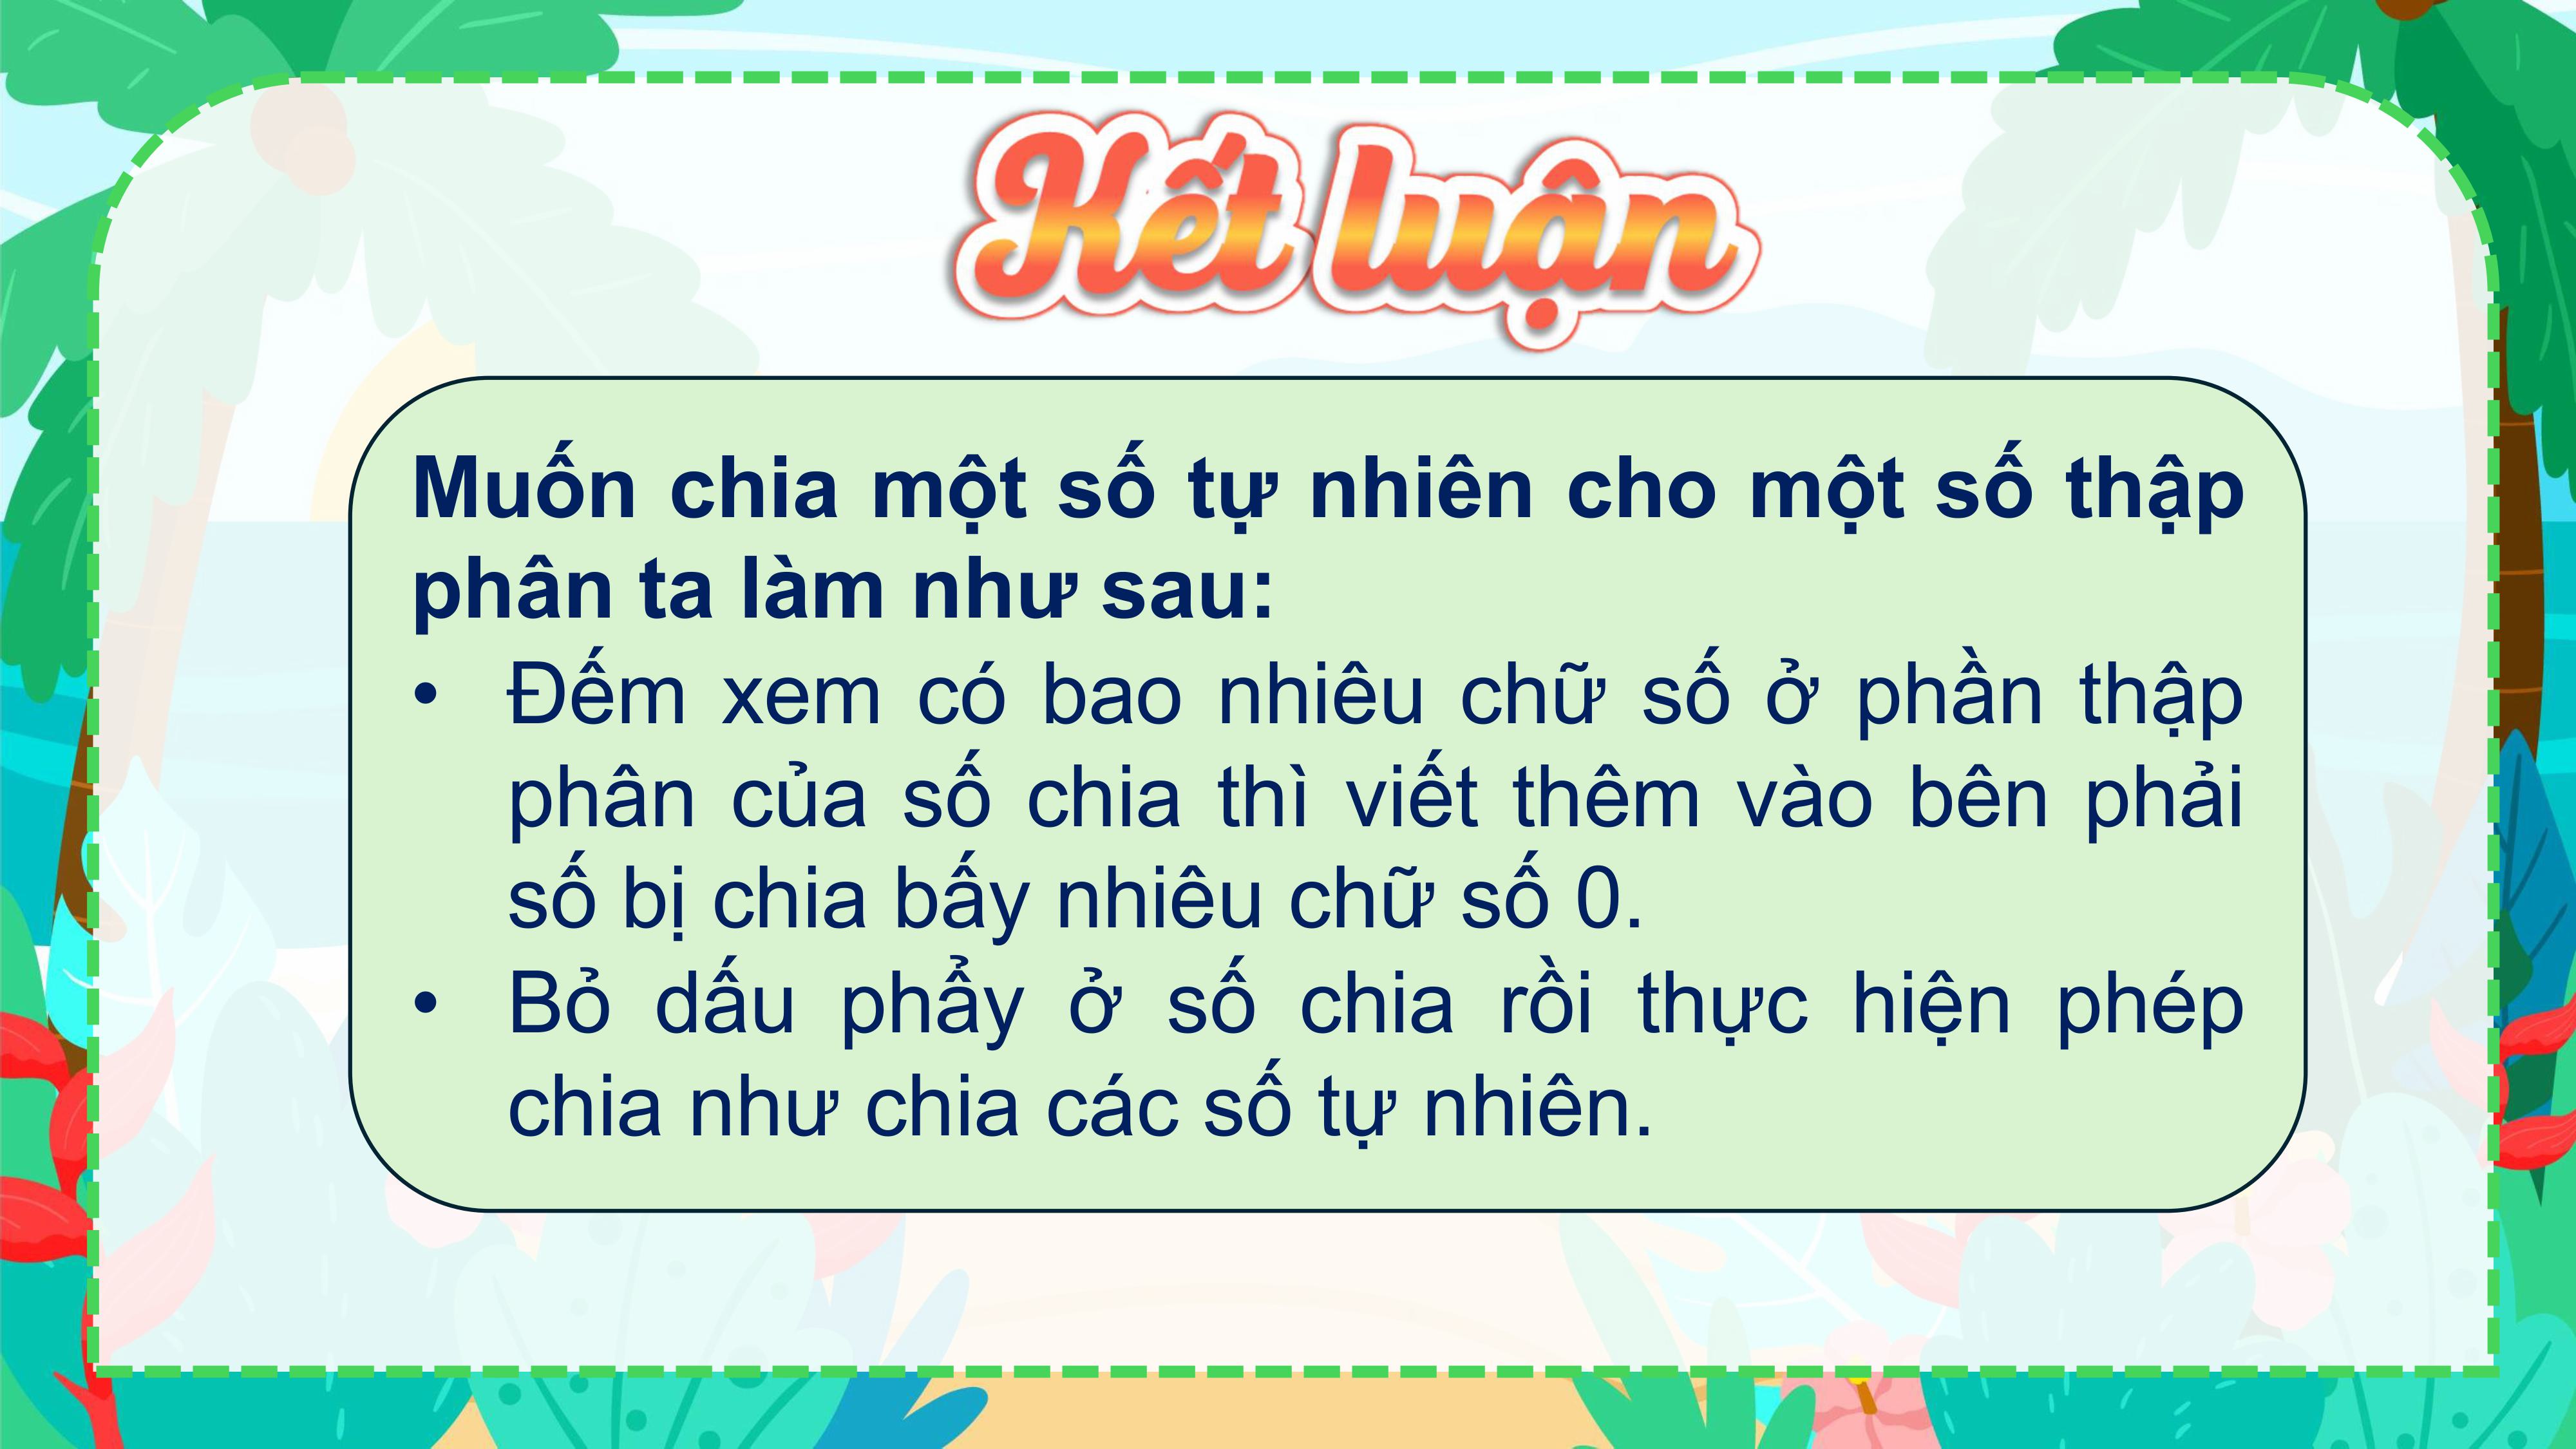 Kết luận
Muốn chia một số tự nhiên cho một số thập
phân ta làm như sau:
• Đếm xem có bao nhiêu chữ số ở phần thập
phân của số chia thì viết thêm vào bên phải
số bị chia bấy nhiêu chữ số 0.
• Bỏ dấu phẩy ở số chia rồi thực hiện phép
chia như chia các số tự nhiên.